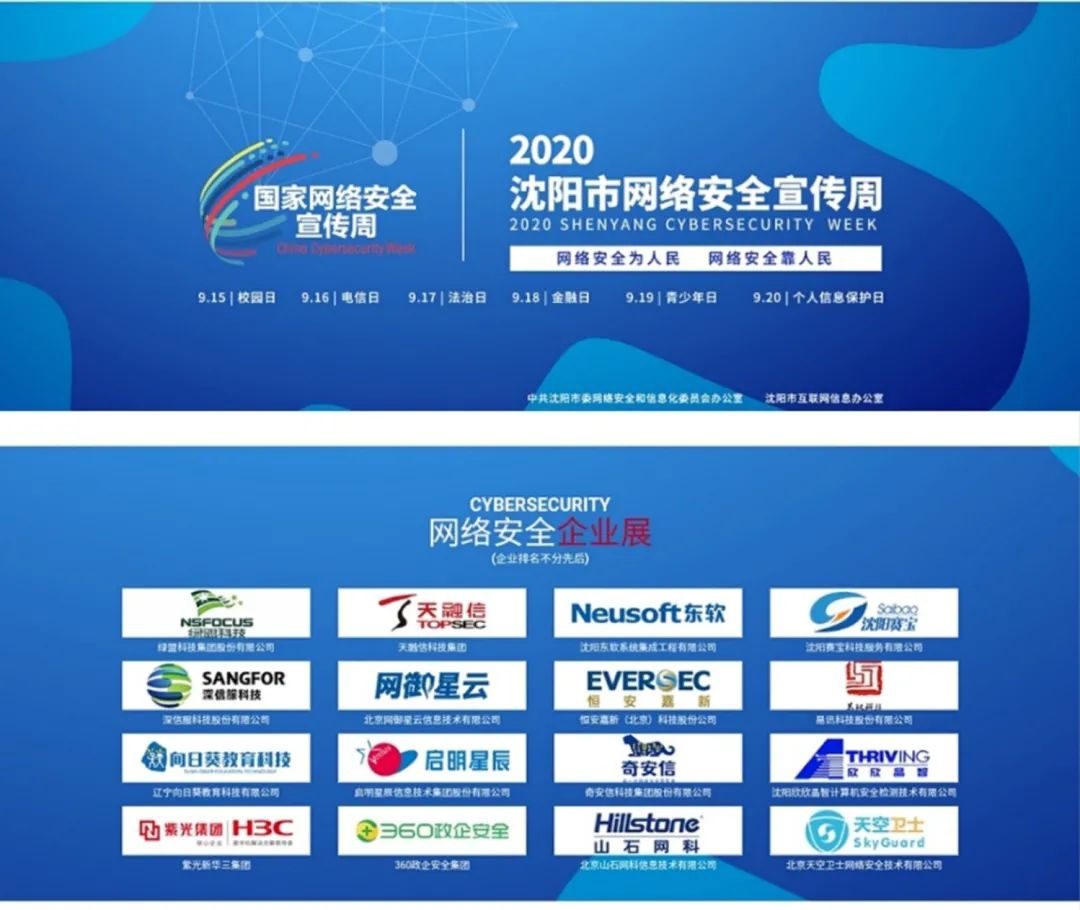 国家网络安全
宣传周
China Cybersecurity Week
2020
沈阳市网络安全宣传周
2020 SHENYANG CYBERSECURITY WEEK
网络安全为人民 网络安全靠人民
9.15 | 校园日 9.16 | 电信日 9.17 | 法治日 9.18 | 金融日 9.19 | 青少年日 9.20 | 个人信息保护日
中共沈阳市委网络安全和信息化委员会办公室 沈阳市互联网信息办公室
CYBERSECURITY
网络安全企业展
(企业排名不分先后)
NSFOCUS
绿盟科技
绿盟科技集团股份有限公司
天融信
TOPSEC
天融信科技集团
Neusoft东软
沈阳东软系统集成工程有限公司
Saibao
沈阳赛宝
沈阳赛宝科技服务有限公司
SANGFOR
深信服科技
深信服科技股份有限公司
网御星云
北京网御星云信息技术有限公司
EVERSEC
恒安嘉新
恒安嘉新（北京）科技股份公司
易讯科技股份有限公司
向日葵教育科技
辽宁向日葵教育科技有限公司
Venus
启明星辰
启明星辰信息技术集团股份有限公司
奇安信
奇安信科技集团股份有限公司
THRIVING
欣欣晶智
沈阳欣欣晶智计算机安全检测技术有限公司
紫光集团 H3C
核心企业
紫光新华三集团
360政企安全
360政企安全集团
Hillstone
山石网科
北京山石网科信息技术有限公司
天空卫士
SkyGuard
北京天空卫士网络安全技术有限公司